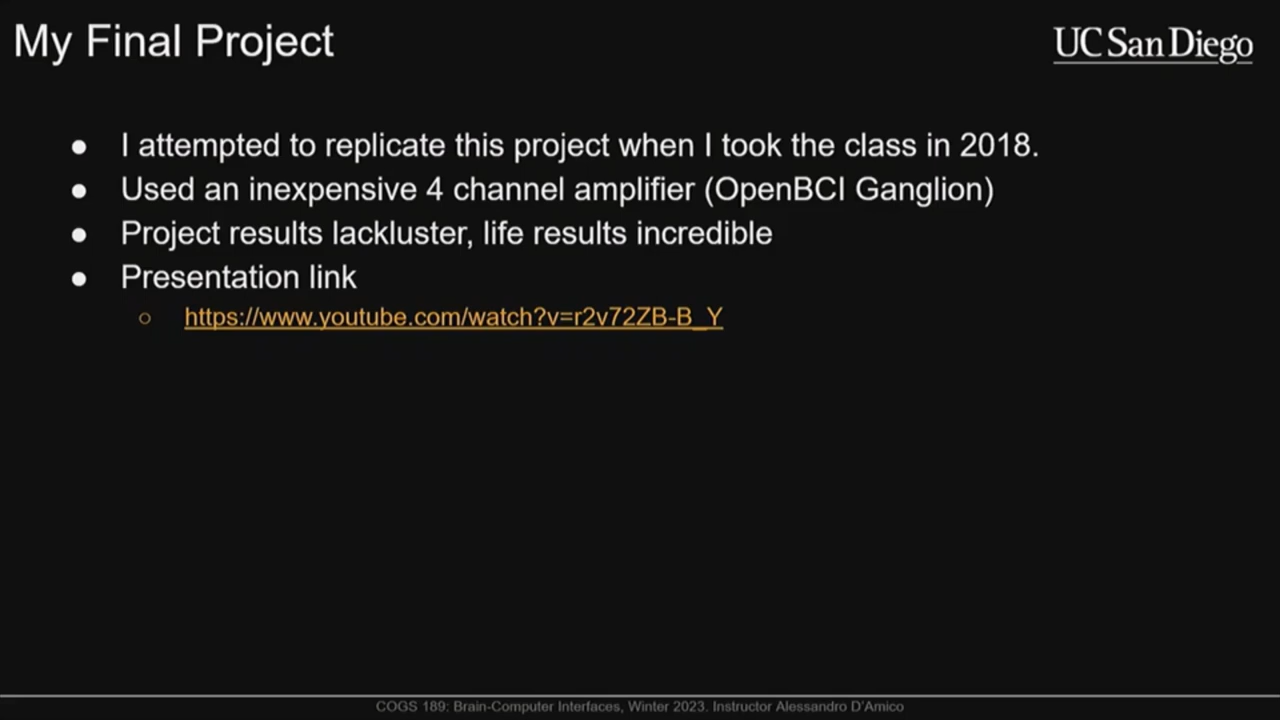 My Final Project
UC San Diego
● I attempted to replicate this project when I took the class in 2018.
● Used an inexpensive 4 channel amplifier (OpenBCI Ganglion)
● Project results lackluster, life results incredible
● Presentation link
○ https://www.youtube.com/watch?v=r2v72ZB-B_Y
COGS 189: Brain-Computer Interfaces, Winter 2023. Instructor Alessandro D'Amico